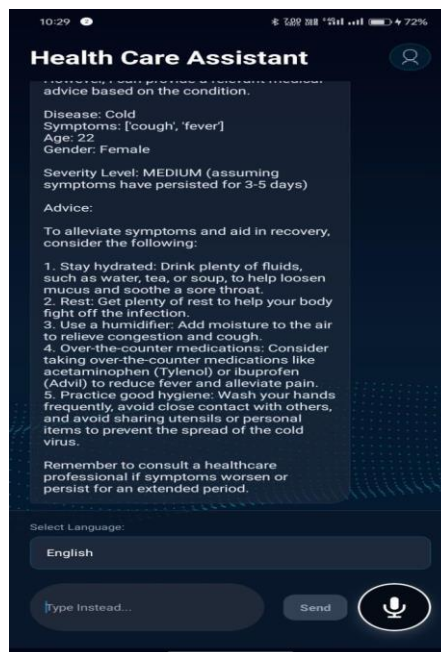 10:29
72%
Health Care Assistant
However, I can provide a relevant medical
advice based on the condition.
Disease: Cold
Symptoms: ['cough', 'fever']
Age: 22
Gender: Female
Severity Level: MEDIUM (assuming
symptoms have persisted for 3-5 days)
Advice:
To alleviate symptoms and aid in recovery,
consider the following:
1. Stay hydrated: Drink plenty of fluids,
such as water, tea, or soup, to help loosen
mucus and soothe a sore throat.
2. Rest: Get plenty of rest to help your body
fight off the infection.
3. Use a humidifier: Add moisture to the air
to relieve congestion and cough.
4. Over-the-counter medications: Consider
taking over-the-counter medications like
acetaminophen (Tylenol) or ibuprofen
(Advil) to reduce fever and alleviate pain.
5. Practice good hygiene: Wash your hands
frequently, avoid close contact with others,
and avoid sharing utensils or personal
items to prevent the spread of the cold
virus.
Remember to consult a healthcare
professional if symptoms worsen or
persist for an extended period.
Select Language:
English
Type Instead...
Send